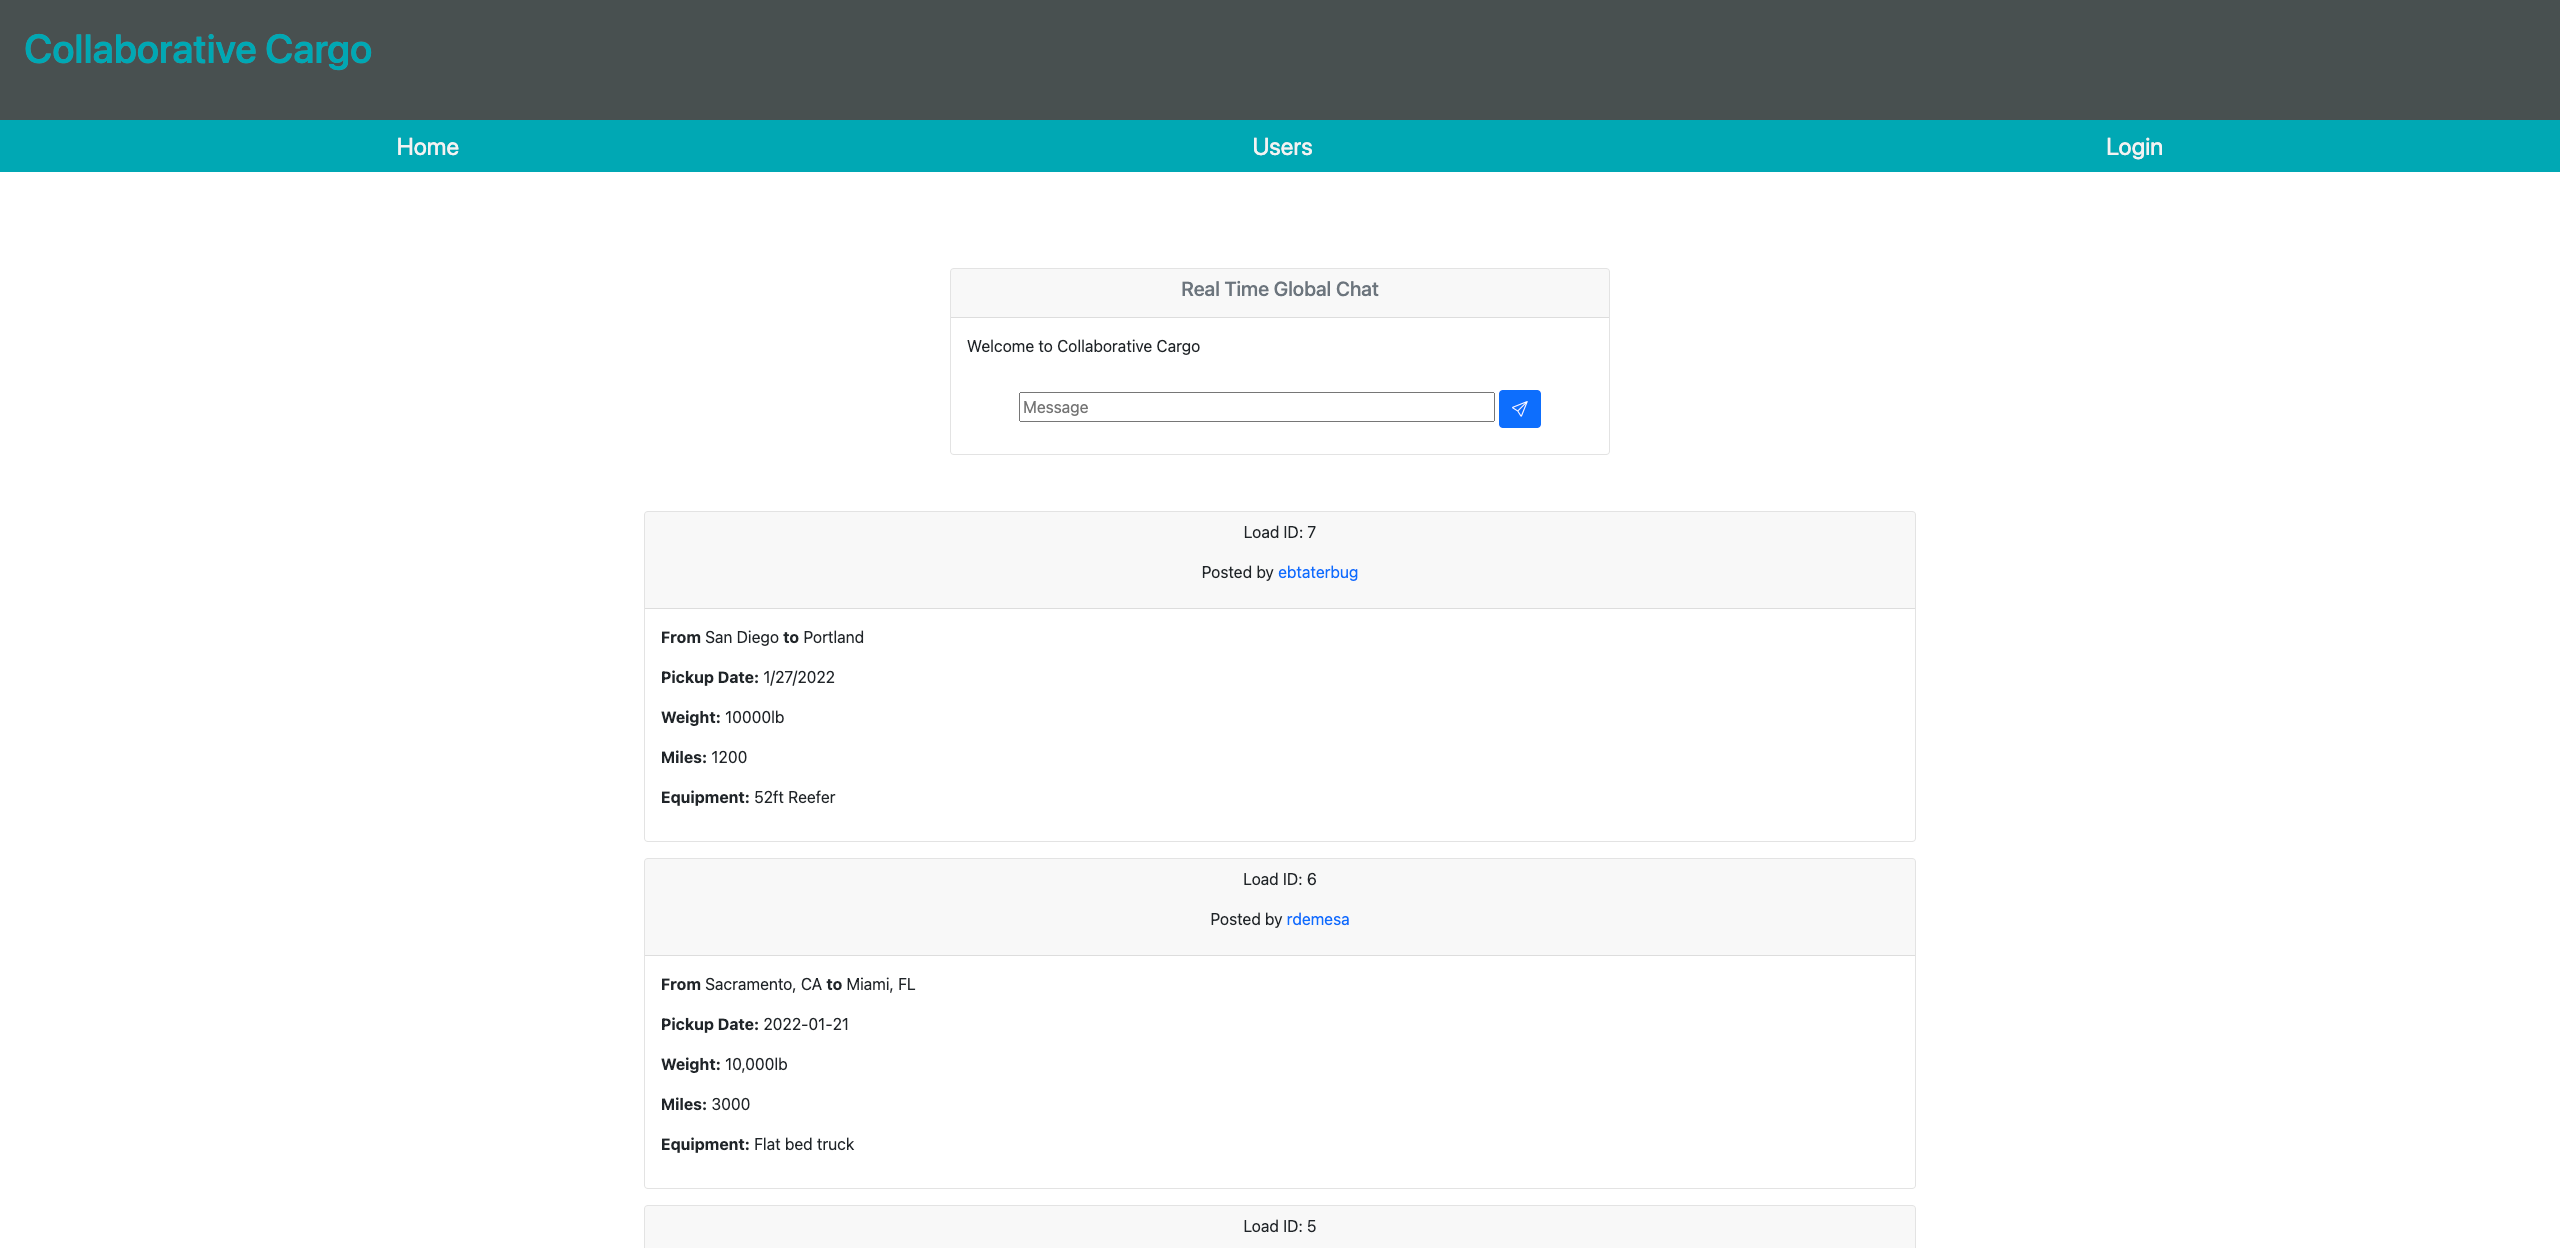 Collaborative Cargo
Home Users Login
Real Time Global Chat
Welcome to Collaborative Cargo
Message
Load ID: 7
Posted by ebtaterbug
From San Diego to Portland
Pickup Date: 1/27/2022
Weight: 10000lb
Miles: 1200
Equipment: 52ft Reefer
Load ID: 6
Posted by rdemesa
From Sacramento, CA to Miami, FL
Pickup Date: 2022-01-21
Weight: 10,000lb
Miles: 3000
Equipment: Flat bed truck
Load ID: 5